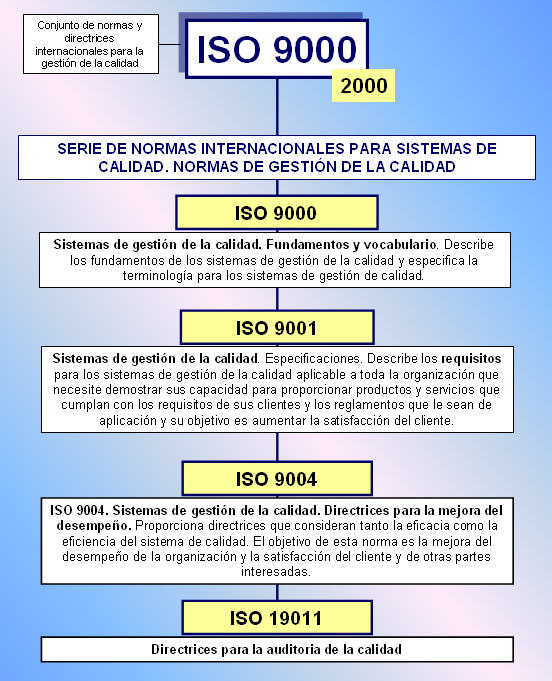 Conjunto de normas y
directrices
internacionales para la
gestión de la calidad
ISO 9000
2000
SERIE DE NORMAS INTERNACIONALES PARA SISTEMAS DE
CALIDAD. NORMAS DE GESTIÓN DE LA CALIDAD
ISO 9000
Sistemas de gestión de la calidad. Fundamentos y vocabulario. Describe
los fundamentos de los sistemas de gestión de la calidad y especifica la
terminología para los sistemas de gestión de calidad.
ISO 9001
Sistemas de gestión de la calidad. Especificaciones. Describe los requisitos
para los sistemas de gestión de la calidad aplicable a toda la organización que
necesite demostrar sus capacidad para proporcionar productos y servicios que
cumplan con los requisitos de sus clientes y los reglamentos que le sean de
aplicación y su objetivo es aumentar la satisfacción del cliente.
ISO 9004
ISO 9004. Sistemas de gestión de la calidad. Directrices para la mejora del
desempeño. Proporciona directrices que consideran tanto la eficacia como la
eficiencia del sistema de calidad. El objetivo de esta norma es la mejora del
desempeño de la organización y la satisfacción del cliente y de otras partes
interesadas.
ISO 19011
Directrices para la auditoria de la calidad